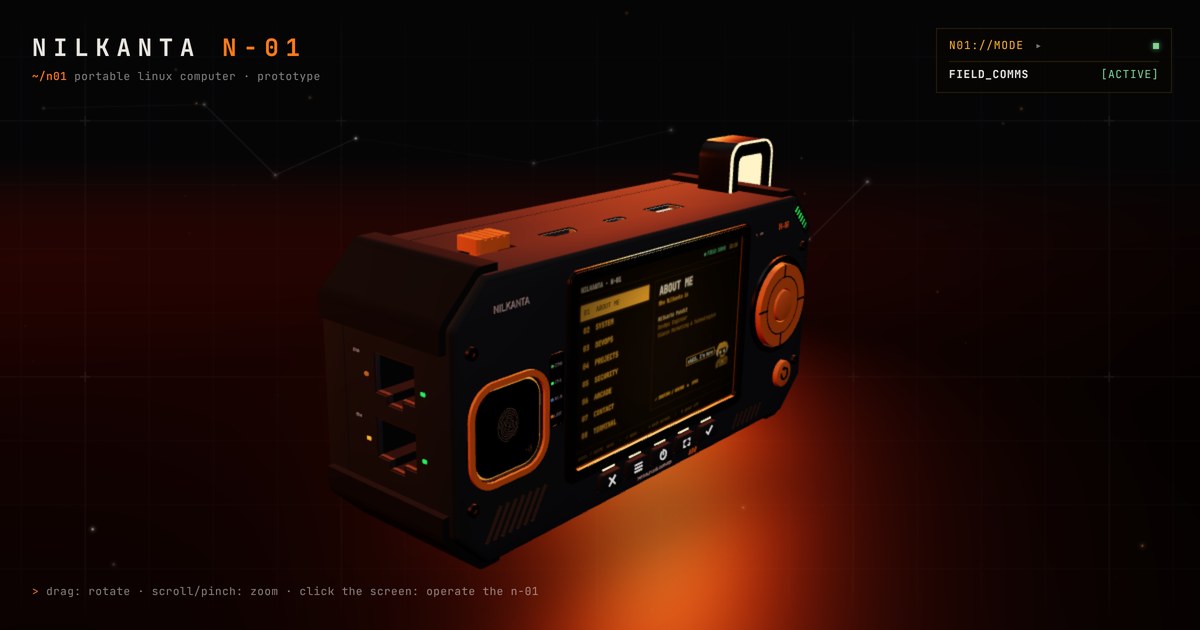 NILKANTA N-01
~/n01 portable linux computer · prototype
N01://MODE ▸
FIELD_COMMS [ACTIVE]
NILKANTA
NILKANTA - N-01
01 ABOUT ME
02 SYSTEM
03 DEVOPS
04 PROJECTS
05 SECURITY
06 ARCADE
07 CONTACT
08 TERMINAL
ABOUT ME
> drag: rotate · scroll/pinch: zoom · click the screen: operate the n-01